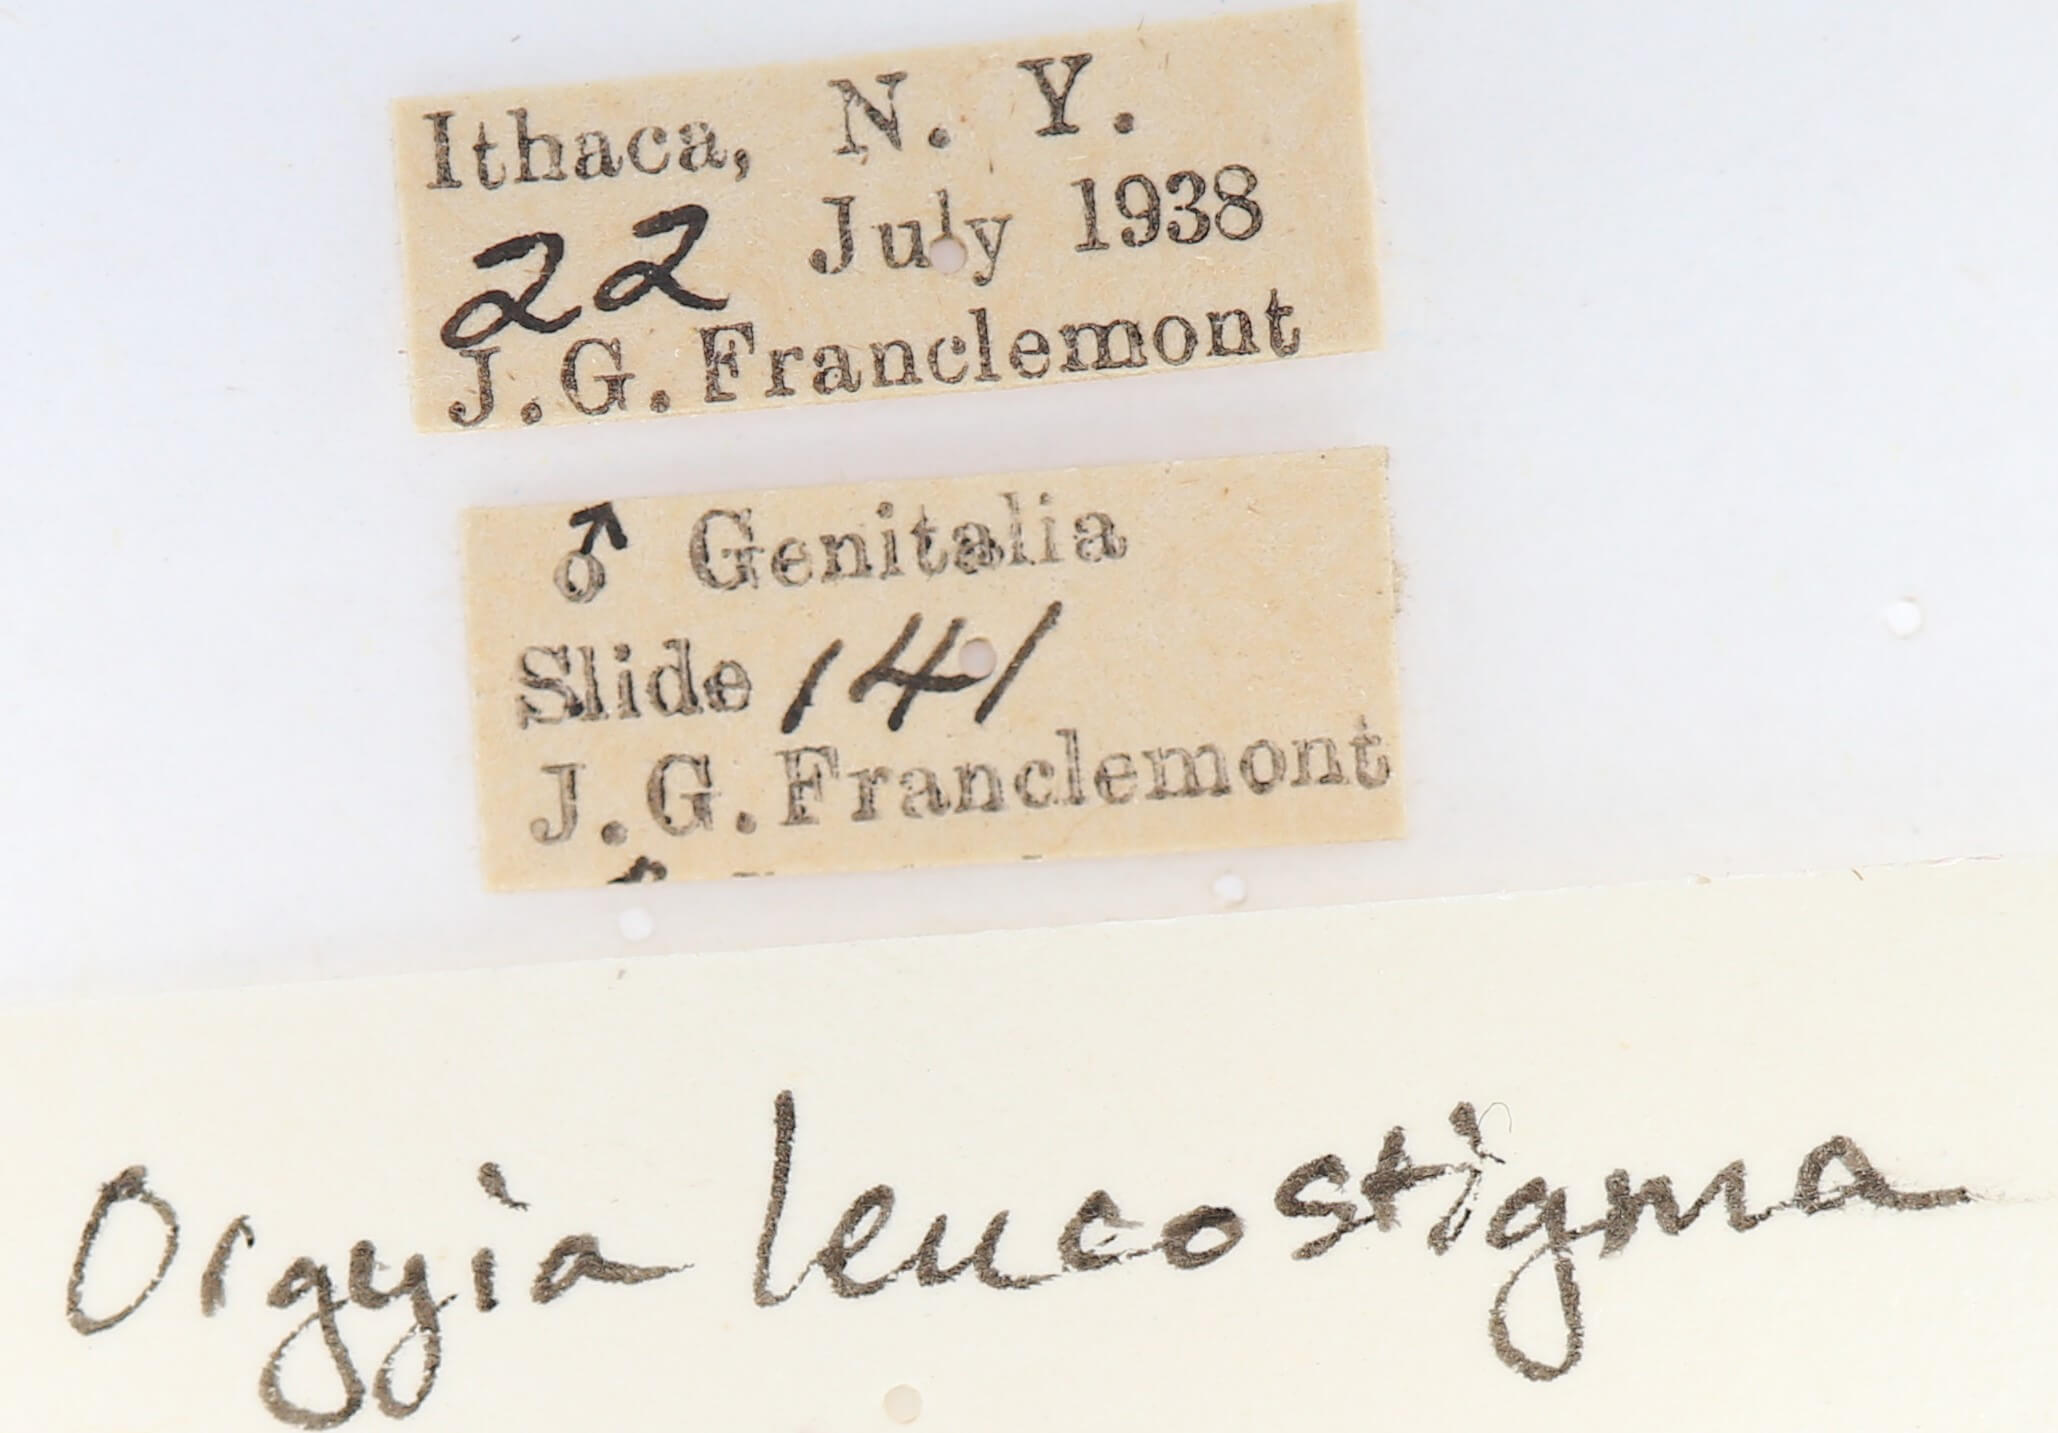 Ithaca, N. Y.
22 July 1938
J. G. Franclemont
♂ Genitalia
Slide 141
J. G. Franclemont
Orgyia leucostigma